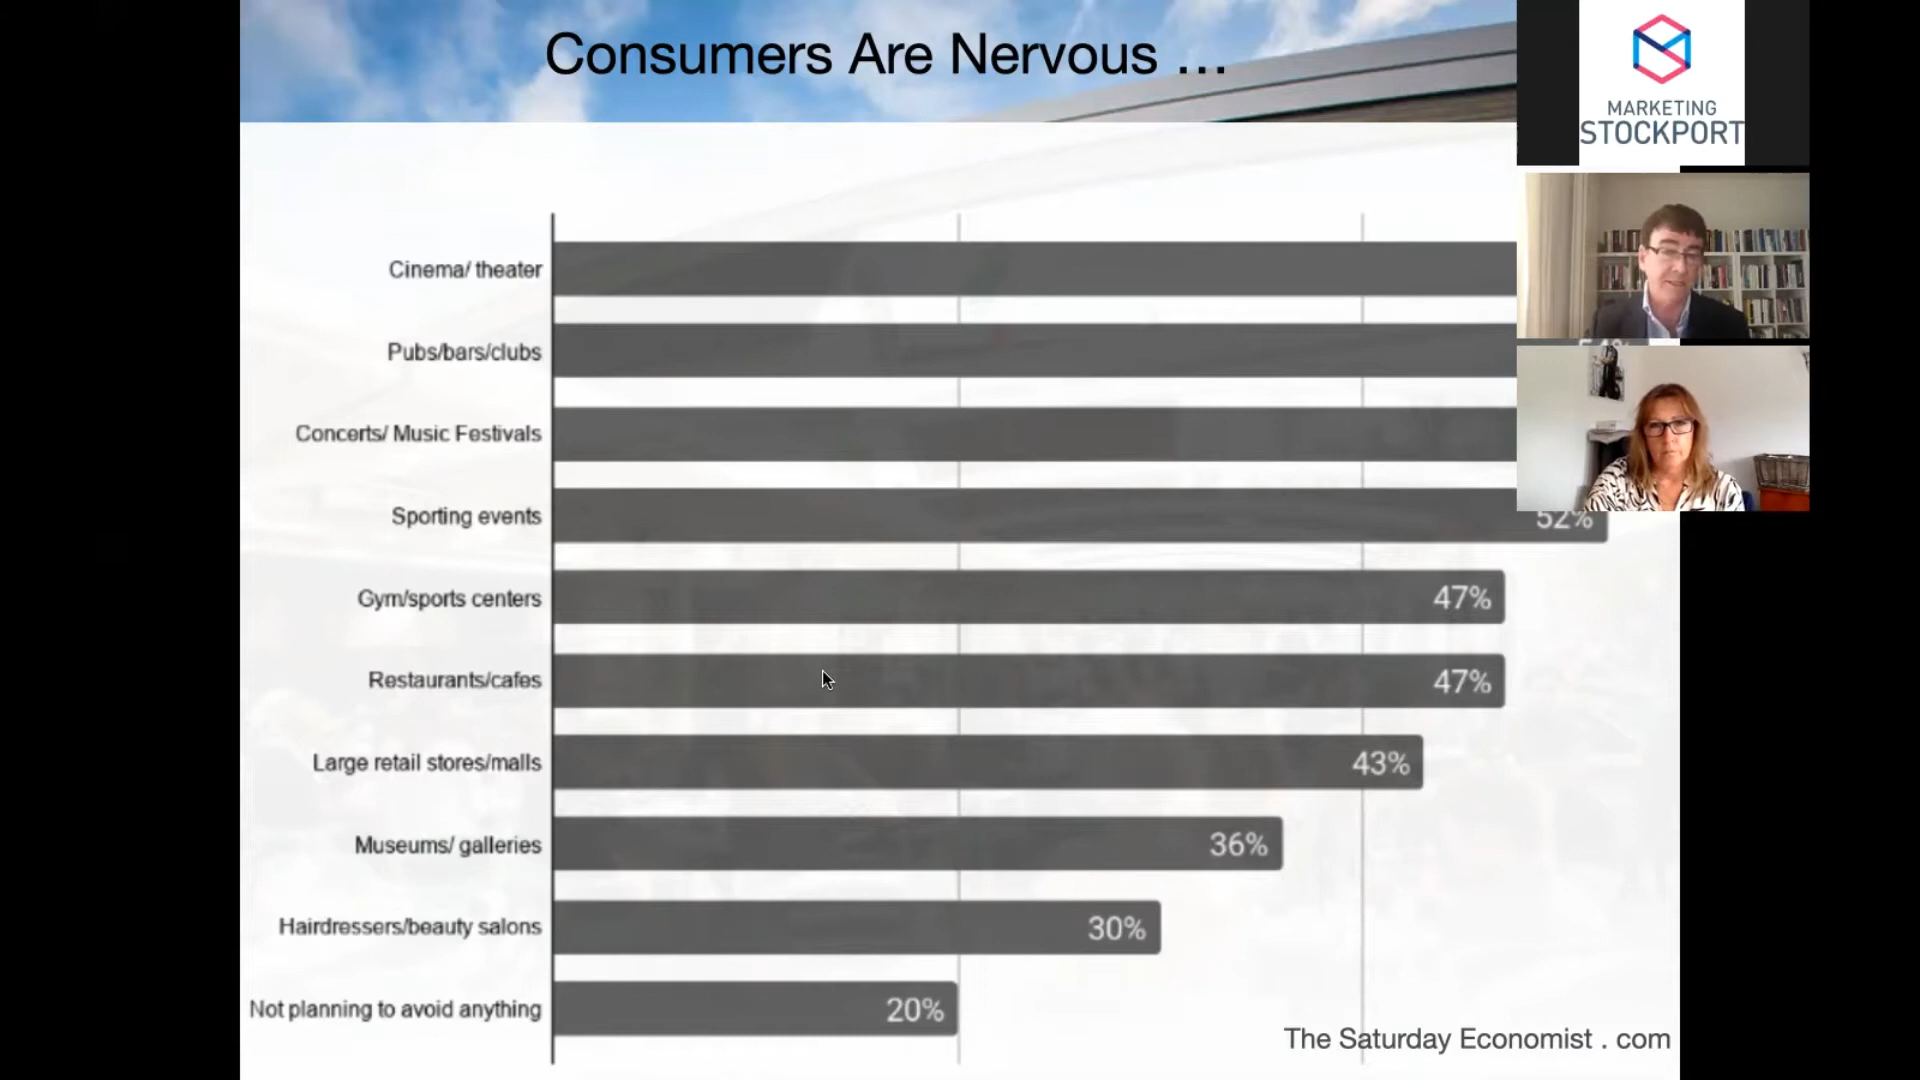 Consumers Are Nervous ...
MARKETING
STOCKPORT
Cinema/ theater
Pubs/bars/clubs
Concerts/ Music Festivals
Sporting events
52%
Gym/sports centers
47%
Restaurants/cafes
47%
Large retail stores/malls
43%
Museums/ galleries
36%
Hairdressers/beauty salons
30%
Not planning to avoid anything
20%
The Saturday Economist . com